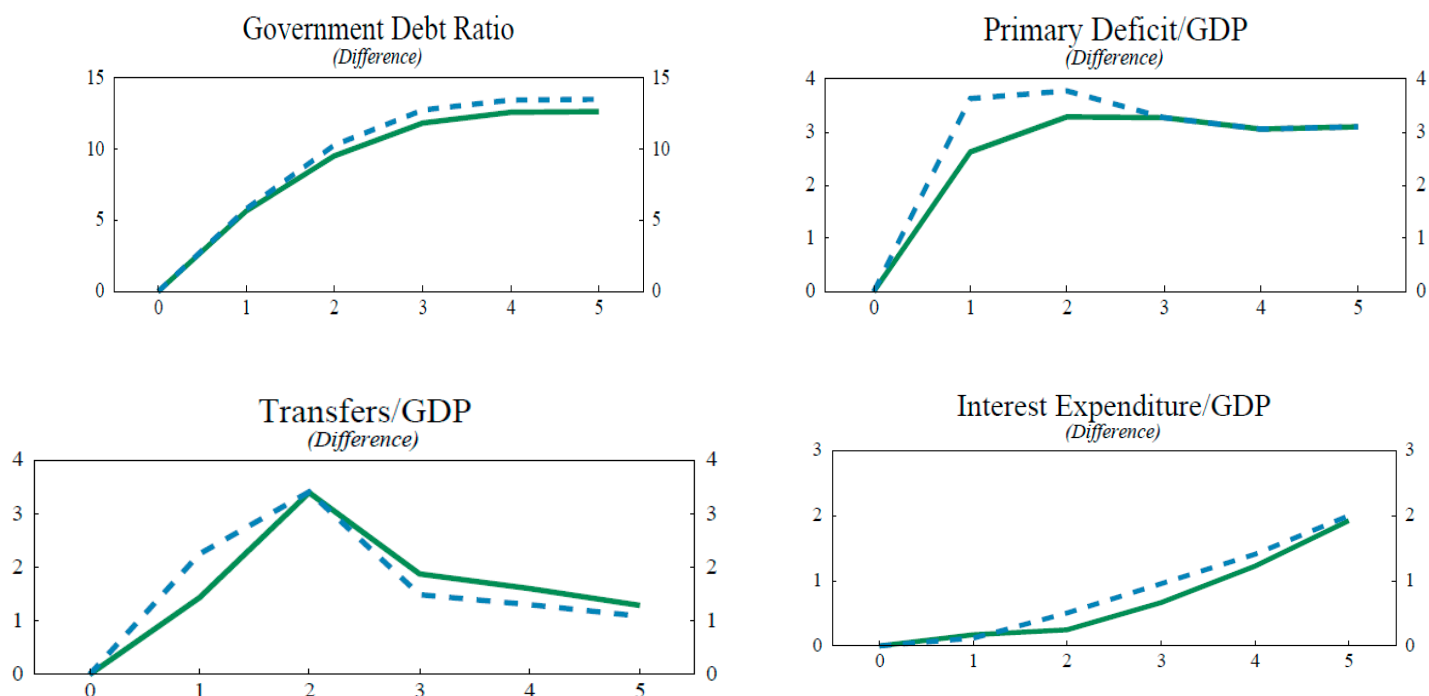 Government Debt Ratio
(Difference)
15 15
10 10
5 5
0 0
0 1 2 3 4 5
Primary Deficit/GDP
(Difference)
4 4
3 3
2 2
1 1
0 0
0 1 2 3 4 5
Transfers/GDP
(Difference)
4 4
3 3
2 2
1 1
0 0
0 1 2 3 4 5
Interest Expenditure/GDP
(Difference)
3 3
2 2
1 1
0 0
0 1 2 3 4 5